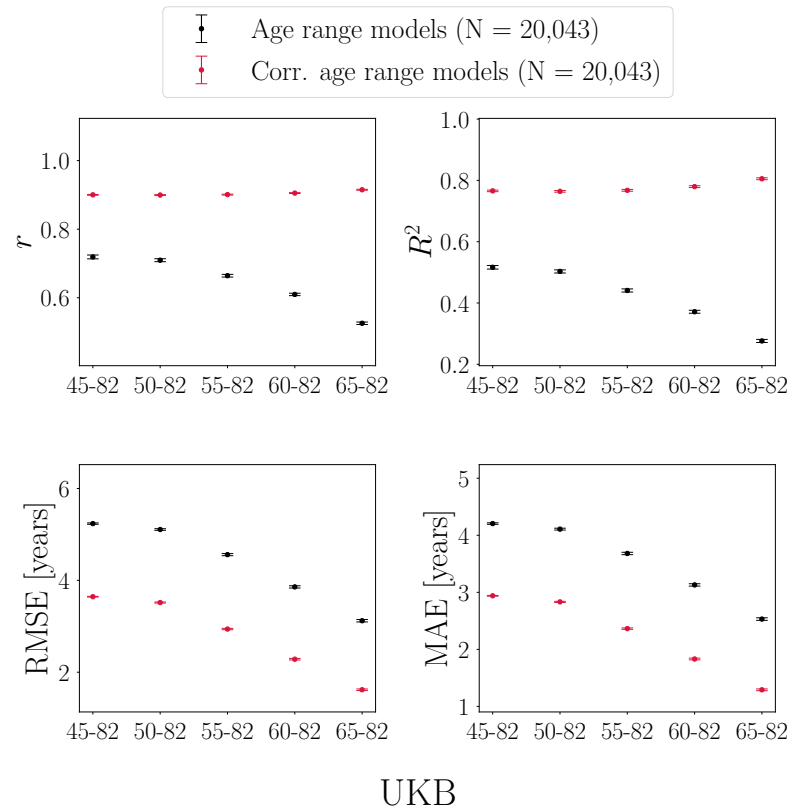 Age range models (N = 20,043)
Corr. age range models (N = 20,043)
r
1.0
0.8
0.6
45-82 50-82 55-82 60-82 65-82
R²
1.0
0.8
0.6
0.4
0.2
45-82 50-82 55-82 60-82 65-82
RMSE [years]
6
4
2
45-82 50-82 55-82 60-82 65-82
MAE [years]
5
4
3
2
1
45-82 50-82 55-82 60-82 65-82
UKB